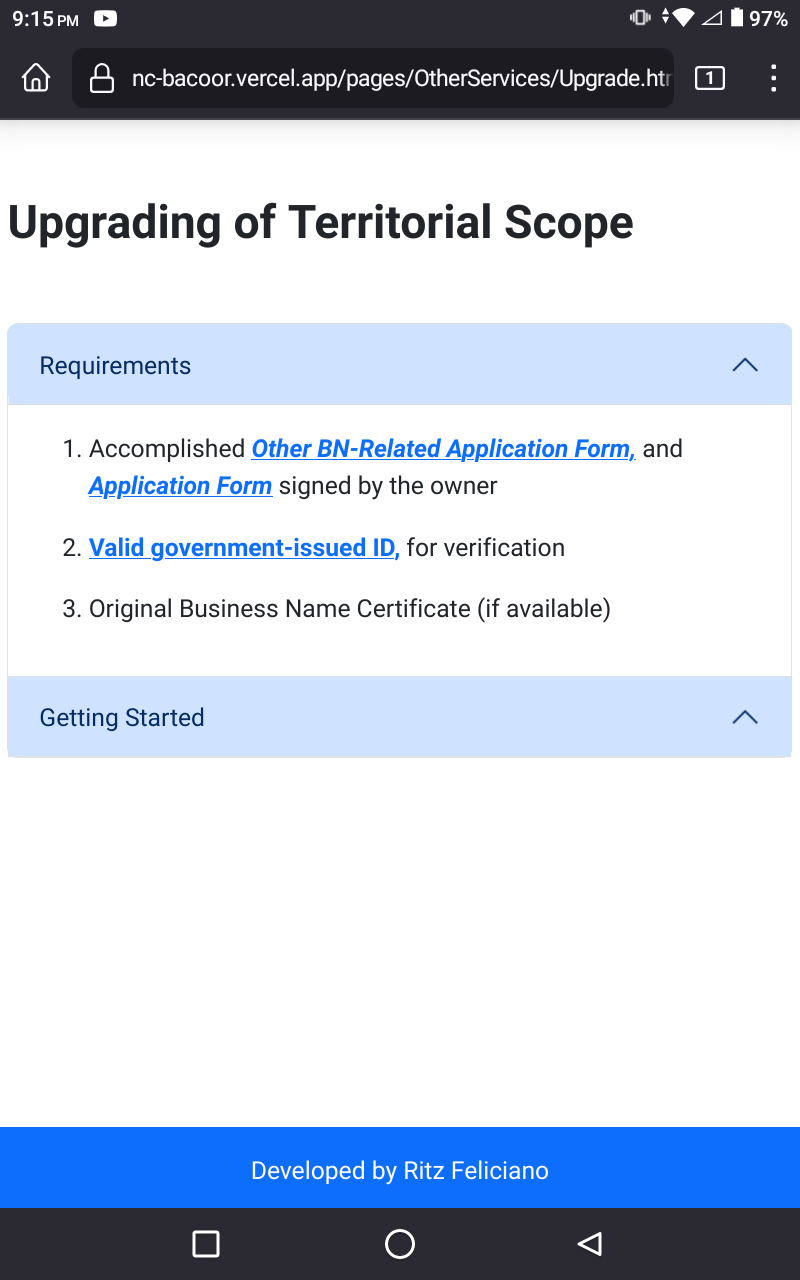 9:15 PM
97%
nc-bacoor.vercel.app/pages/OtherServices/Upgrade.htm
1
Upgrading of Territorial Scope
Requirements
1. Accomplished Other BN-Related Application Form, and
Application Form signed by the owner
2. Valid government-issued ID, for verification
3. Original Business Name Certificate (if available)
Getting Started
Developed by Ritz Feliciano